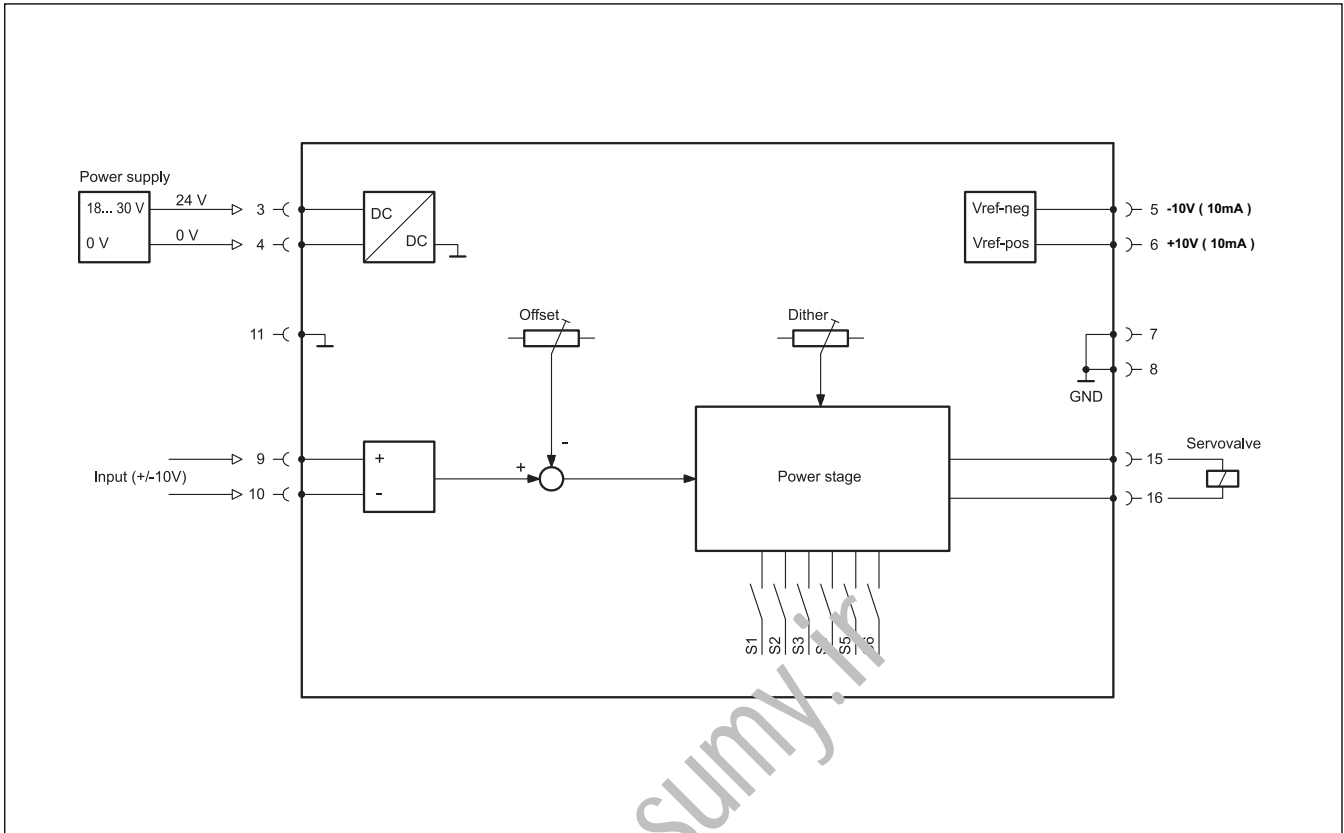 Power supply
18... 30 V
24 V
3
DC
0 V
0 V
4
DC
Vref-neg
5
-10V ( 10mA )
Vref-pos
6
+10V ( 10mA )
11
Offset
Dither
7
8
GND
-
Input (+/-10V)
9
+
+
10
-
Power stage
15
Servovalve
16
S1
S2
S3
S5
sumy.ir